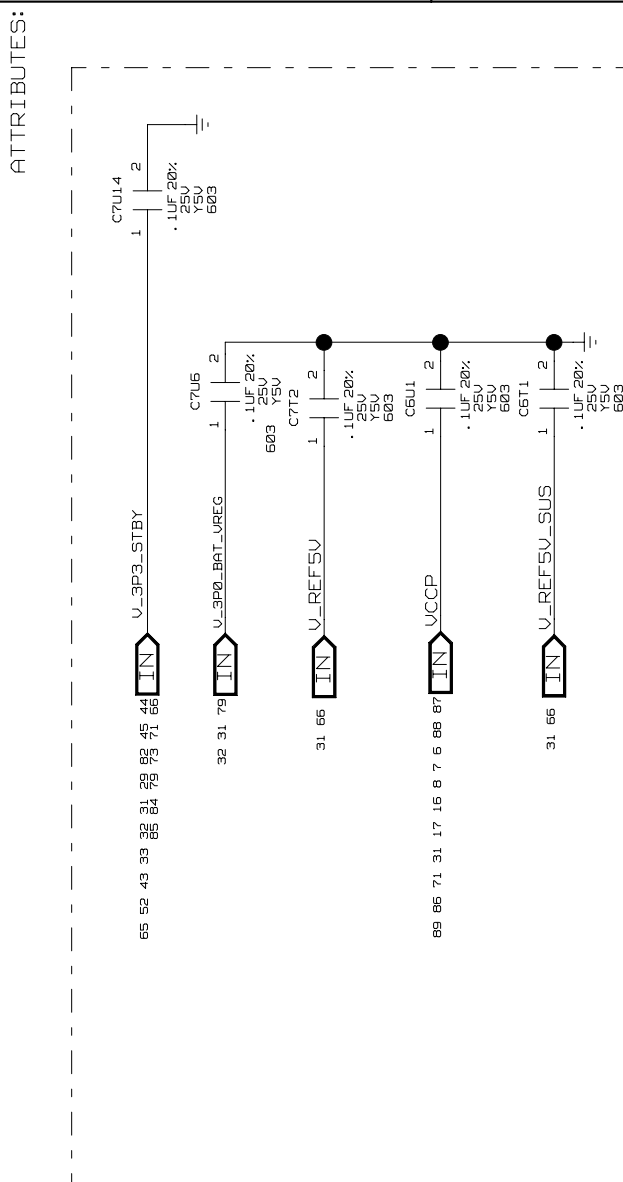 ATTRIBUTES:
C7U14
1
2
.1UF 20%
25V
Y5V
603
V_3P3_STBY
IN
65 52 43 33 32 31 29 82 45 44
85 84 79 73 71 66
C7U6
1
2
.1UF 20%
25V
Y5V
603
V_3P0_BAT_VREG
IN
32 31 79
C7T2
1
2
.1UF 20%
25V
Y5V
603
V_REF5V
IN
31 66
C6U1
1
2
.1UF 20%
25V
Y5V
603
VCCP
IN
89 86 71 31 17 16 8 7 6 88 87
C6T1
1
2
.1UF 20%
25V
Y5V
603
V_REF5V_SUS
IN
31 66